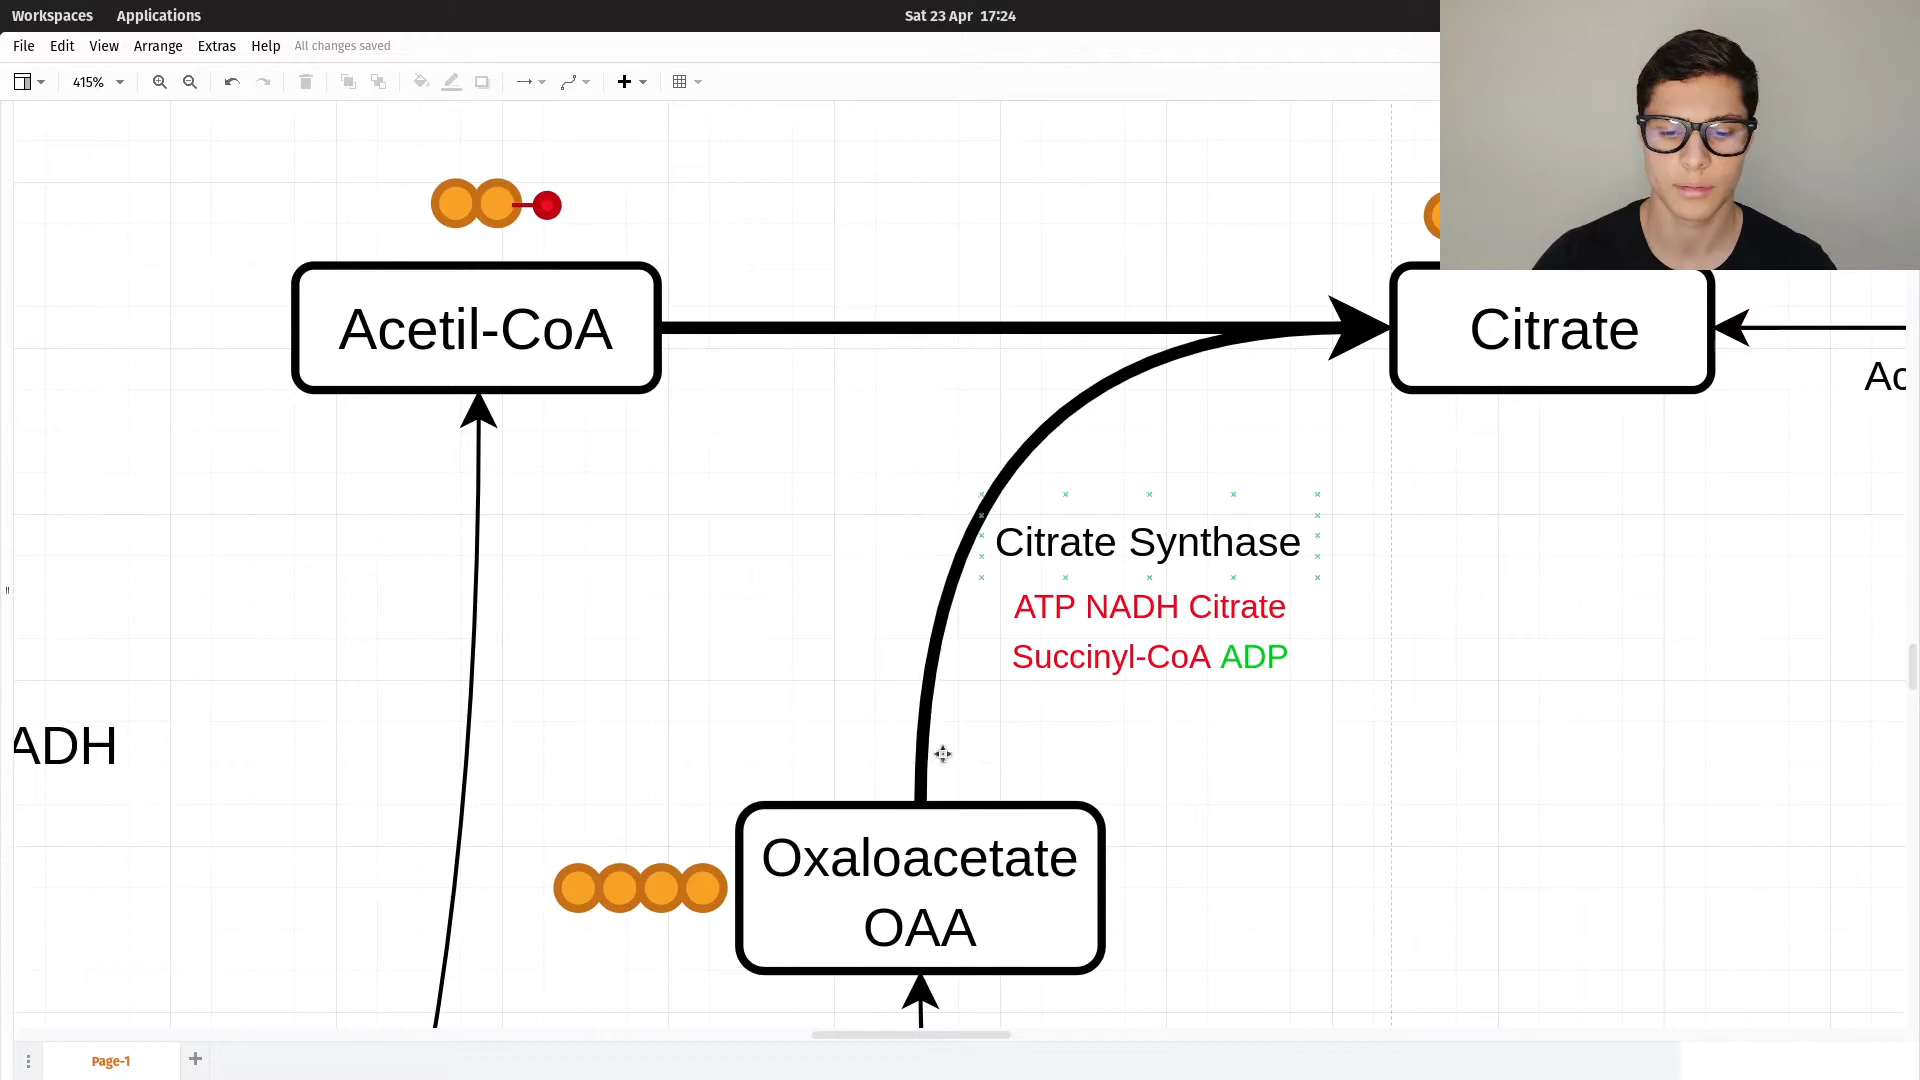 Workspaces Applications Sat 23 Apr 17:24
File Edit View Arrange Extras Help All changes saved
415%
Acetil-CoA
Citrate
Ac
Citrate Synthase
ATP NADH Citrate
Succinyl-CoA ADP
ADH
Oxaloacetate
OAA
Page-1